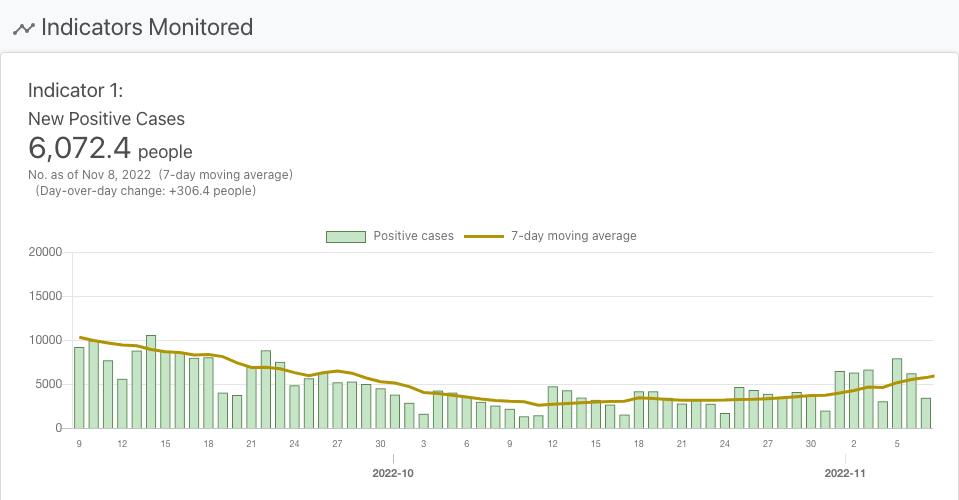 Indicators Monitored
Indicator 1:
New Positive Cases
6,072.4 people
No. as of Nov 8, 2022 (7-day moving average)
(Day-over-day change: +306.4 people)
Positive cases 7-day moving average
20000
15000
10000
5000
0
9 12 15 18 21 24 27 30 3 6 9 12 15 18 21 24 27 30 2 5
2022-10 2022-11